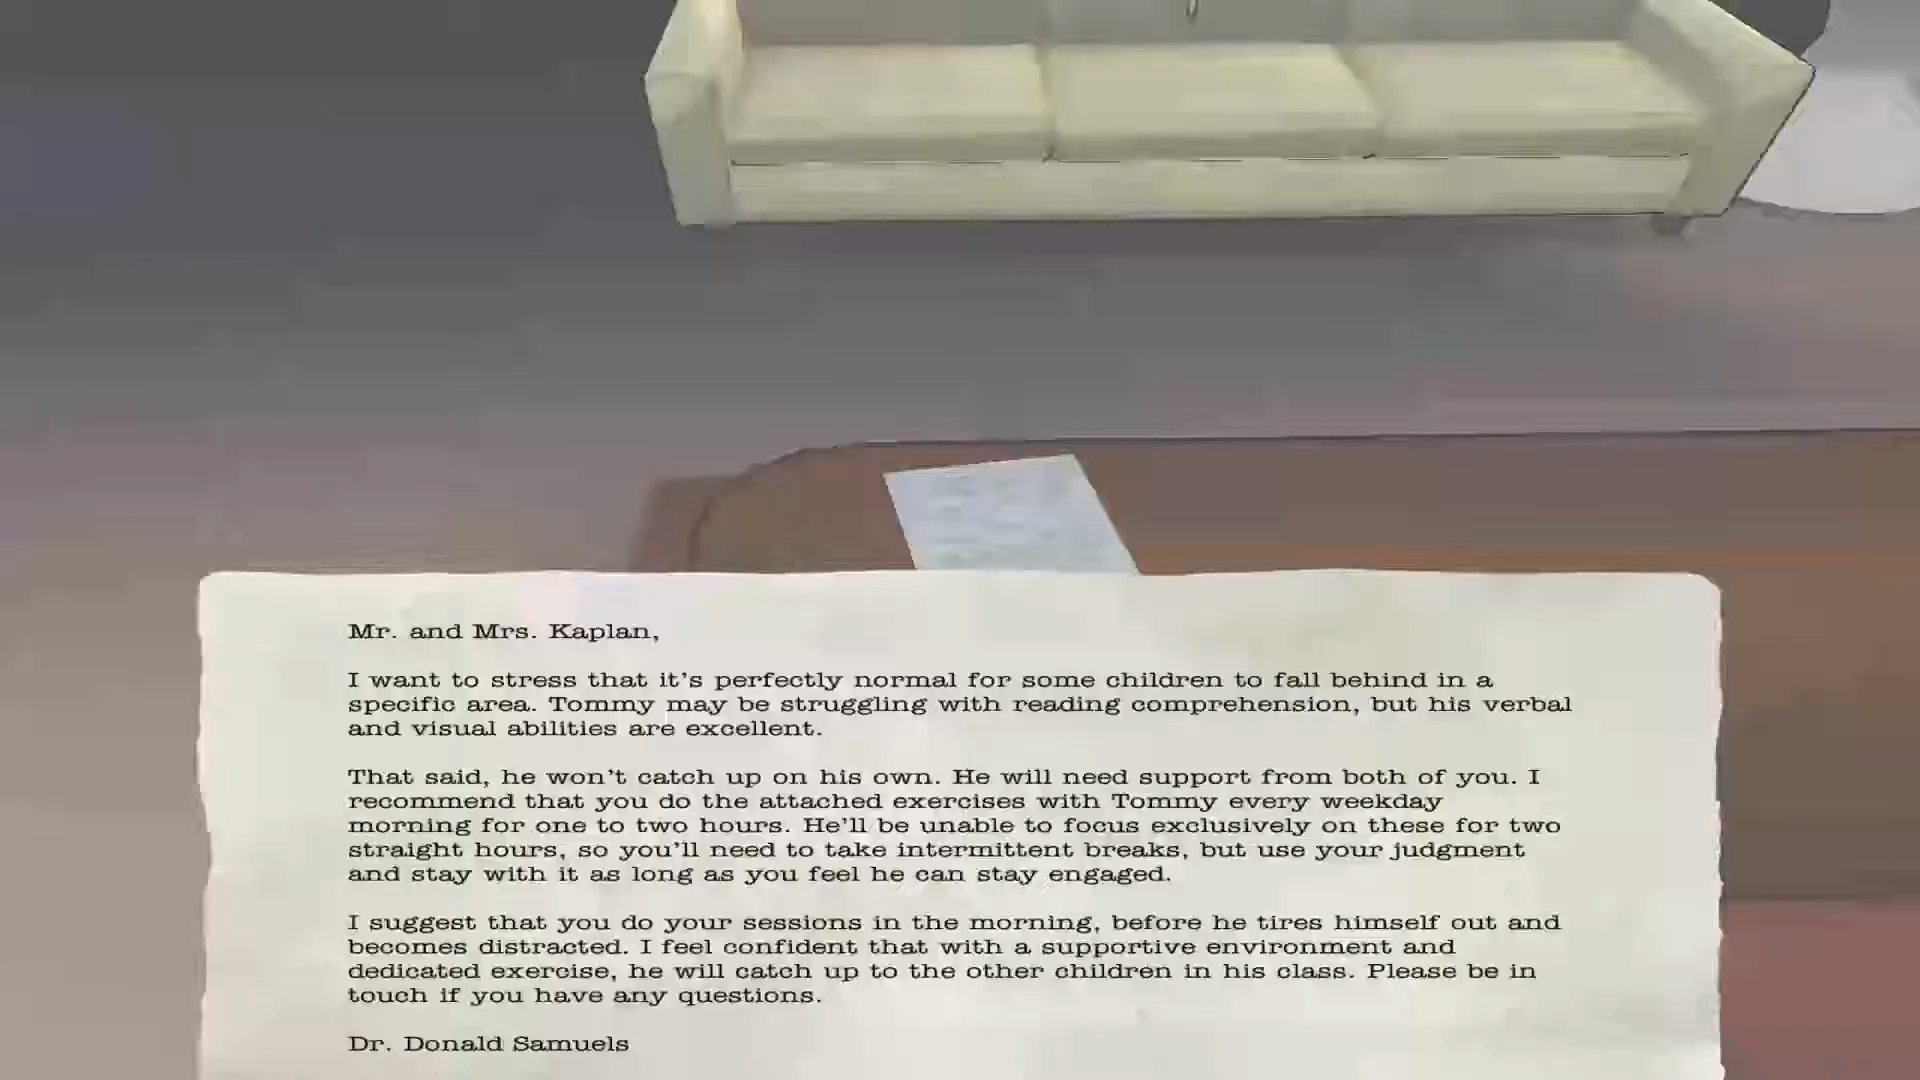 Mr. and Mrs. Kaplan,
I want to stress that it's perfectly normal for some children to fall behind in a
specific area. Tommy may be struggling with reading comprehension, but his verbal
and visual abilities are excellent.
That said, he won't catch up on his own. He will need support from both of you. I
recommend that you do the attached exercises with Tommy every weekday
morning for one to two hours. He'll be unable to focus exclusively on these for two
straight hours, so you'll need to take intermittent breaks, but use your judgment
and stay with it as long as you feel he can stay engaged.
I suggest that you do your sessions in the morning, before he tires himself out and
becomes distracted. I feel confident that with a supportive environment and
dedicated exercise, he will catch up to the other children in his class. Please be in
touch if you have any questions.
Dr. Donald Samuels